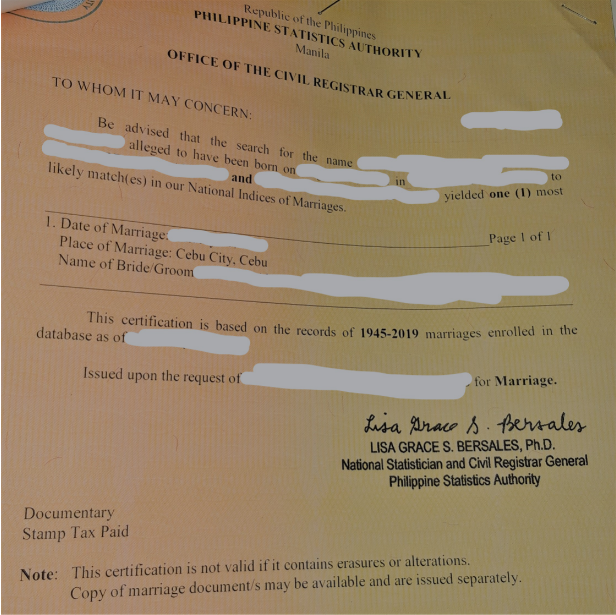 Republic of the Philippines
PHILIPPINE STATISTICS AUTHORITY
Manila
OFFICE OF THE CIVIL REGISTRAR GENERAL
TO WHOM IT MAY CONCERN:
Be advised that the search for the name
alleged to have been born on in to
and yielded one (1) most
likely match(es) in our National Indices of Marriages.
1. Date of Marriage: Page 1 of 1
Place of Marriage: Cebu City, Cebu
Name of Bride/Groom
This certification is based on the records of 1945-2019 marriages enrolled in the
database as of
Issued upon the request of for Marriage.
Lisa Grace S. Bersales
LISA GRACE S. BERSALES, Ph.D.
National Statistician and Civil Registrar General
Philippine Statistics Authority
Documentary
Stamp Tax Paid
Note: This certification is not valid if it contains erasures or alterations.
Copy of marriage document/s may be available and are issued separately.